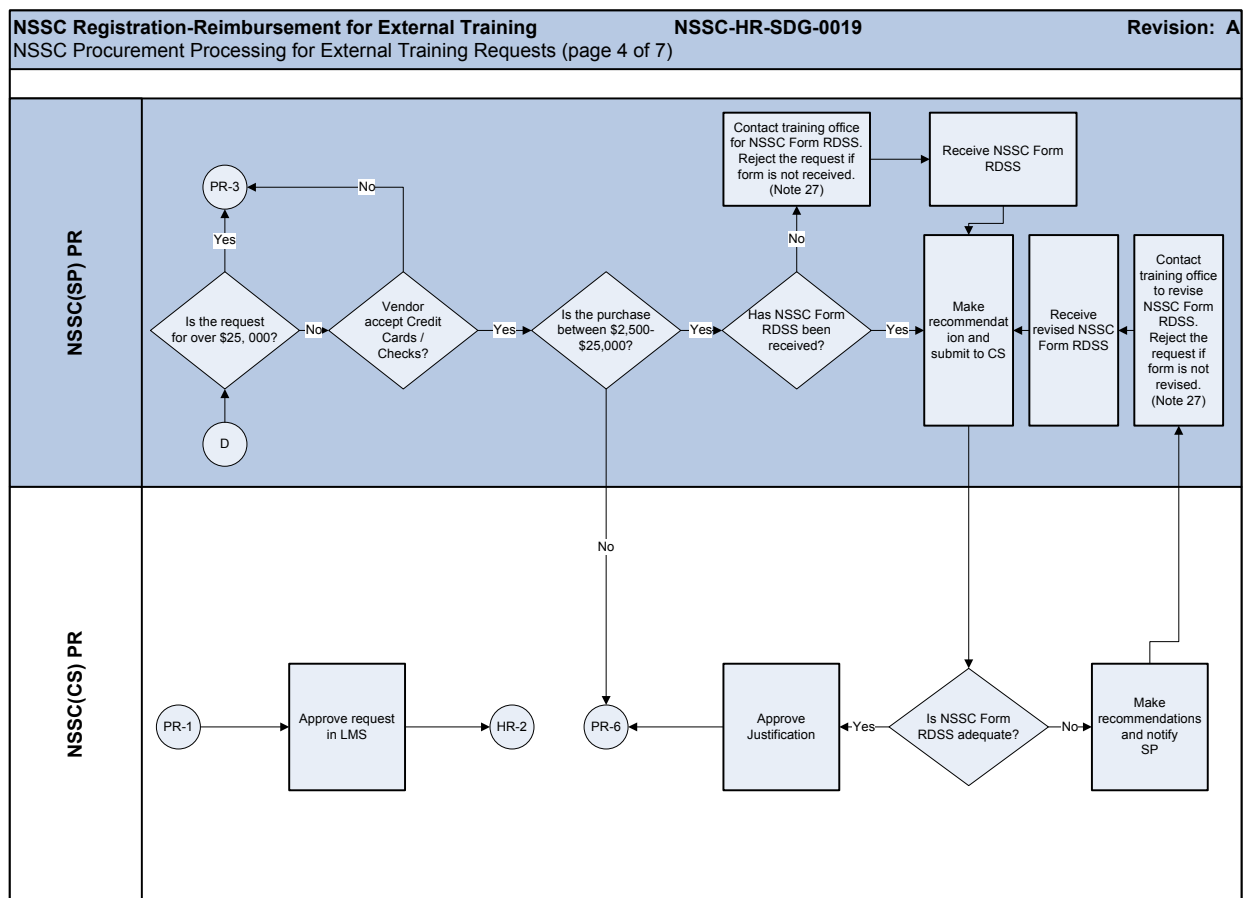 NSSC Registration-Reimbursement for External Training NSSC-HR-SDG-0019 Revision: A
NSSC Procurement Processing for External Training Requests (page 4 of 7)
NSSC(SP) PR
PR-3
No
Yes
Is the request
for over $25, 000?
No
Vendor
accept Credit
Cards /
Checks?
Yes
Is the purchase
between $2,500-
$25,000?
Yes
Has NSSC Form
RDSS been
received?
No
Contact training office
for NSSC Form RDSS.
Reject the request if
form is not received.
(Note 27)
Receive NSSC Form
RDSS
Yes
Make
recommendat
ion and
submit to CS
Receive
revised NSSC
Form RDSS
Contact
training office
to revise
NSSC Form
RDSS.
Reject the
request if
form is not
revised.
(Note 27)
D
No
NSSC(CS) PR
PR-1
Approve request
in LMS
HR-2
PR-6
Approve
Justification
Yes
Is NSSC Form
RDSS adequate?
No
Make
recommendations
and notify
SP